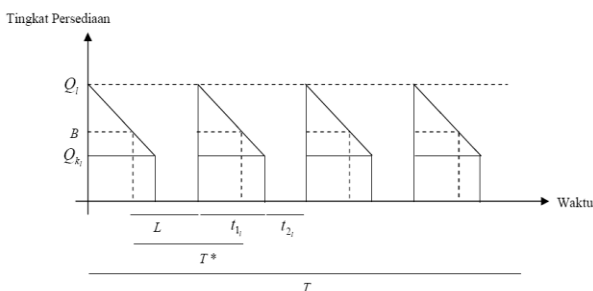 Tingkat Persediaan
Q_l
B
Q_{k_l}
Waktu
L t_{1_l} t_{2_l}
T *
T